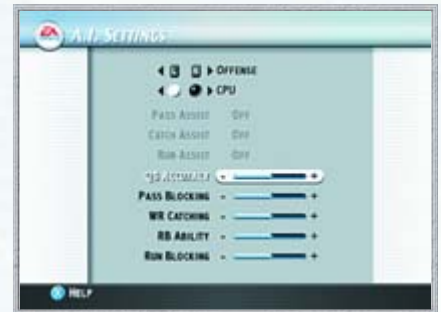 A.I. SETTINGS
OFFENSE
CPU
PASS ASSIST OFF
CATCH ASSIST OFF
RUN ASSIST OFF
QB ACCURACY - +
PASS BLOCKING - +
WR CATCHING - +
RB ABILITY - +
RUN BLOCKING - +
X HELP